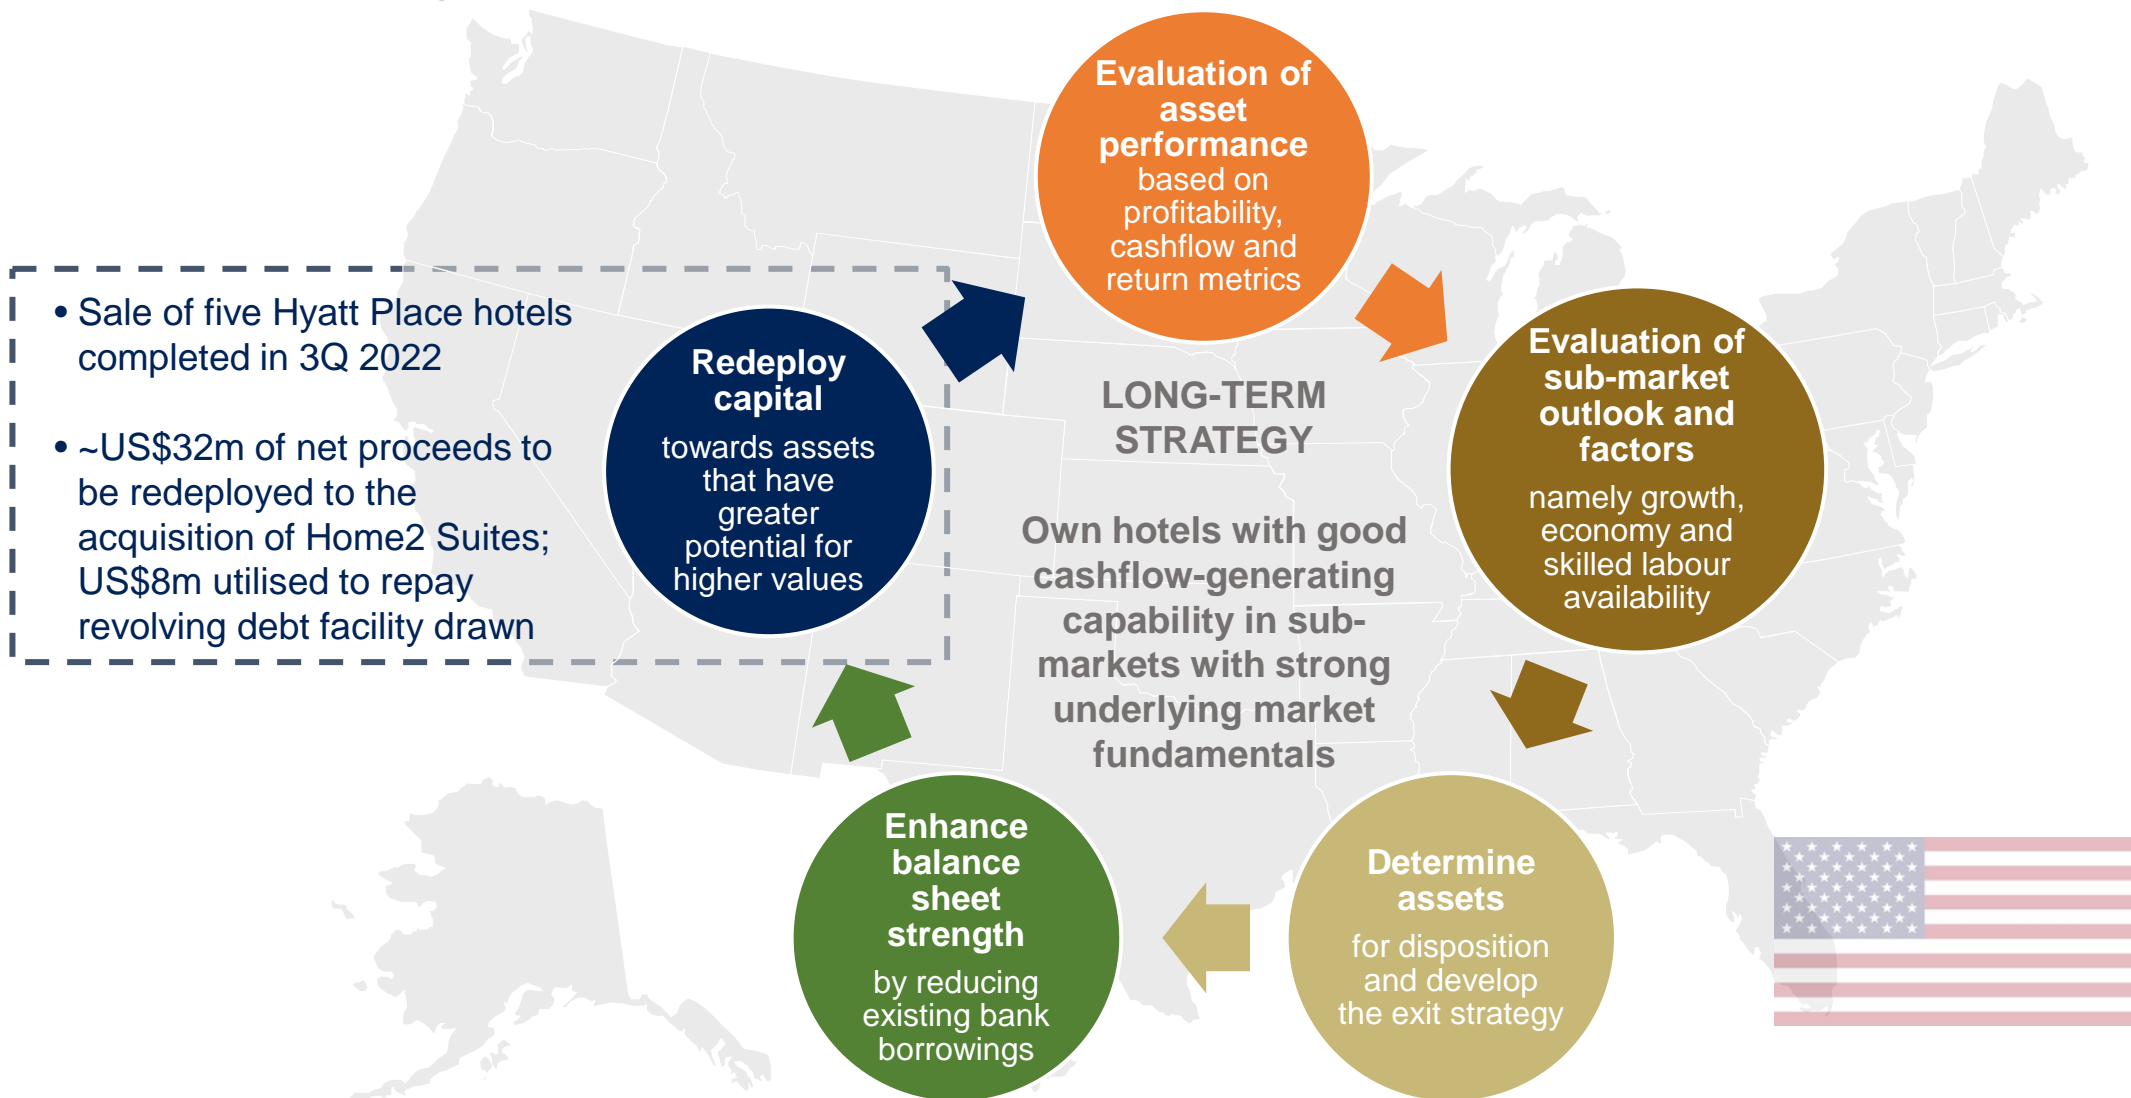 Evaluation of
asset
performance
based on
profitability,
cashflow and
return metrics
• Sale of five Hyatt Place hotels
completed in 3Q 2022
• ~US$32m of net proceeds to
be redeployed to the
acquisition of Home2 Suites;
US$8m utilised to repay
revolving debt facility drawn
Redeploy
capital
towards assets
that have
greater
potential for
higher values
LONG-TERM
STRATEGY
Own hotels with good
cashflow-generating
capability in sub-
markets with strong
underlying market
fundamentals
Evaluation of
sub-market
outlook and
factors
namely growth,
economy and
skilled labour
availability
Enhance
balance
sheet
strength
by reducing
existing bank
borrowings
Determine
assets
for disposition
and develop
the exit strategy